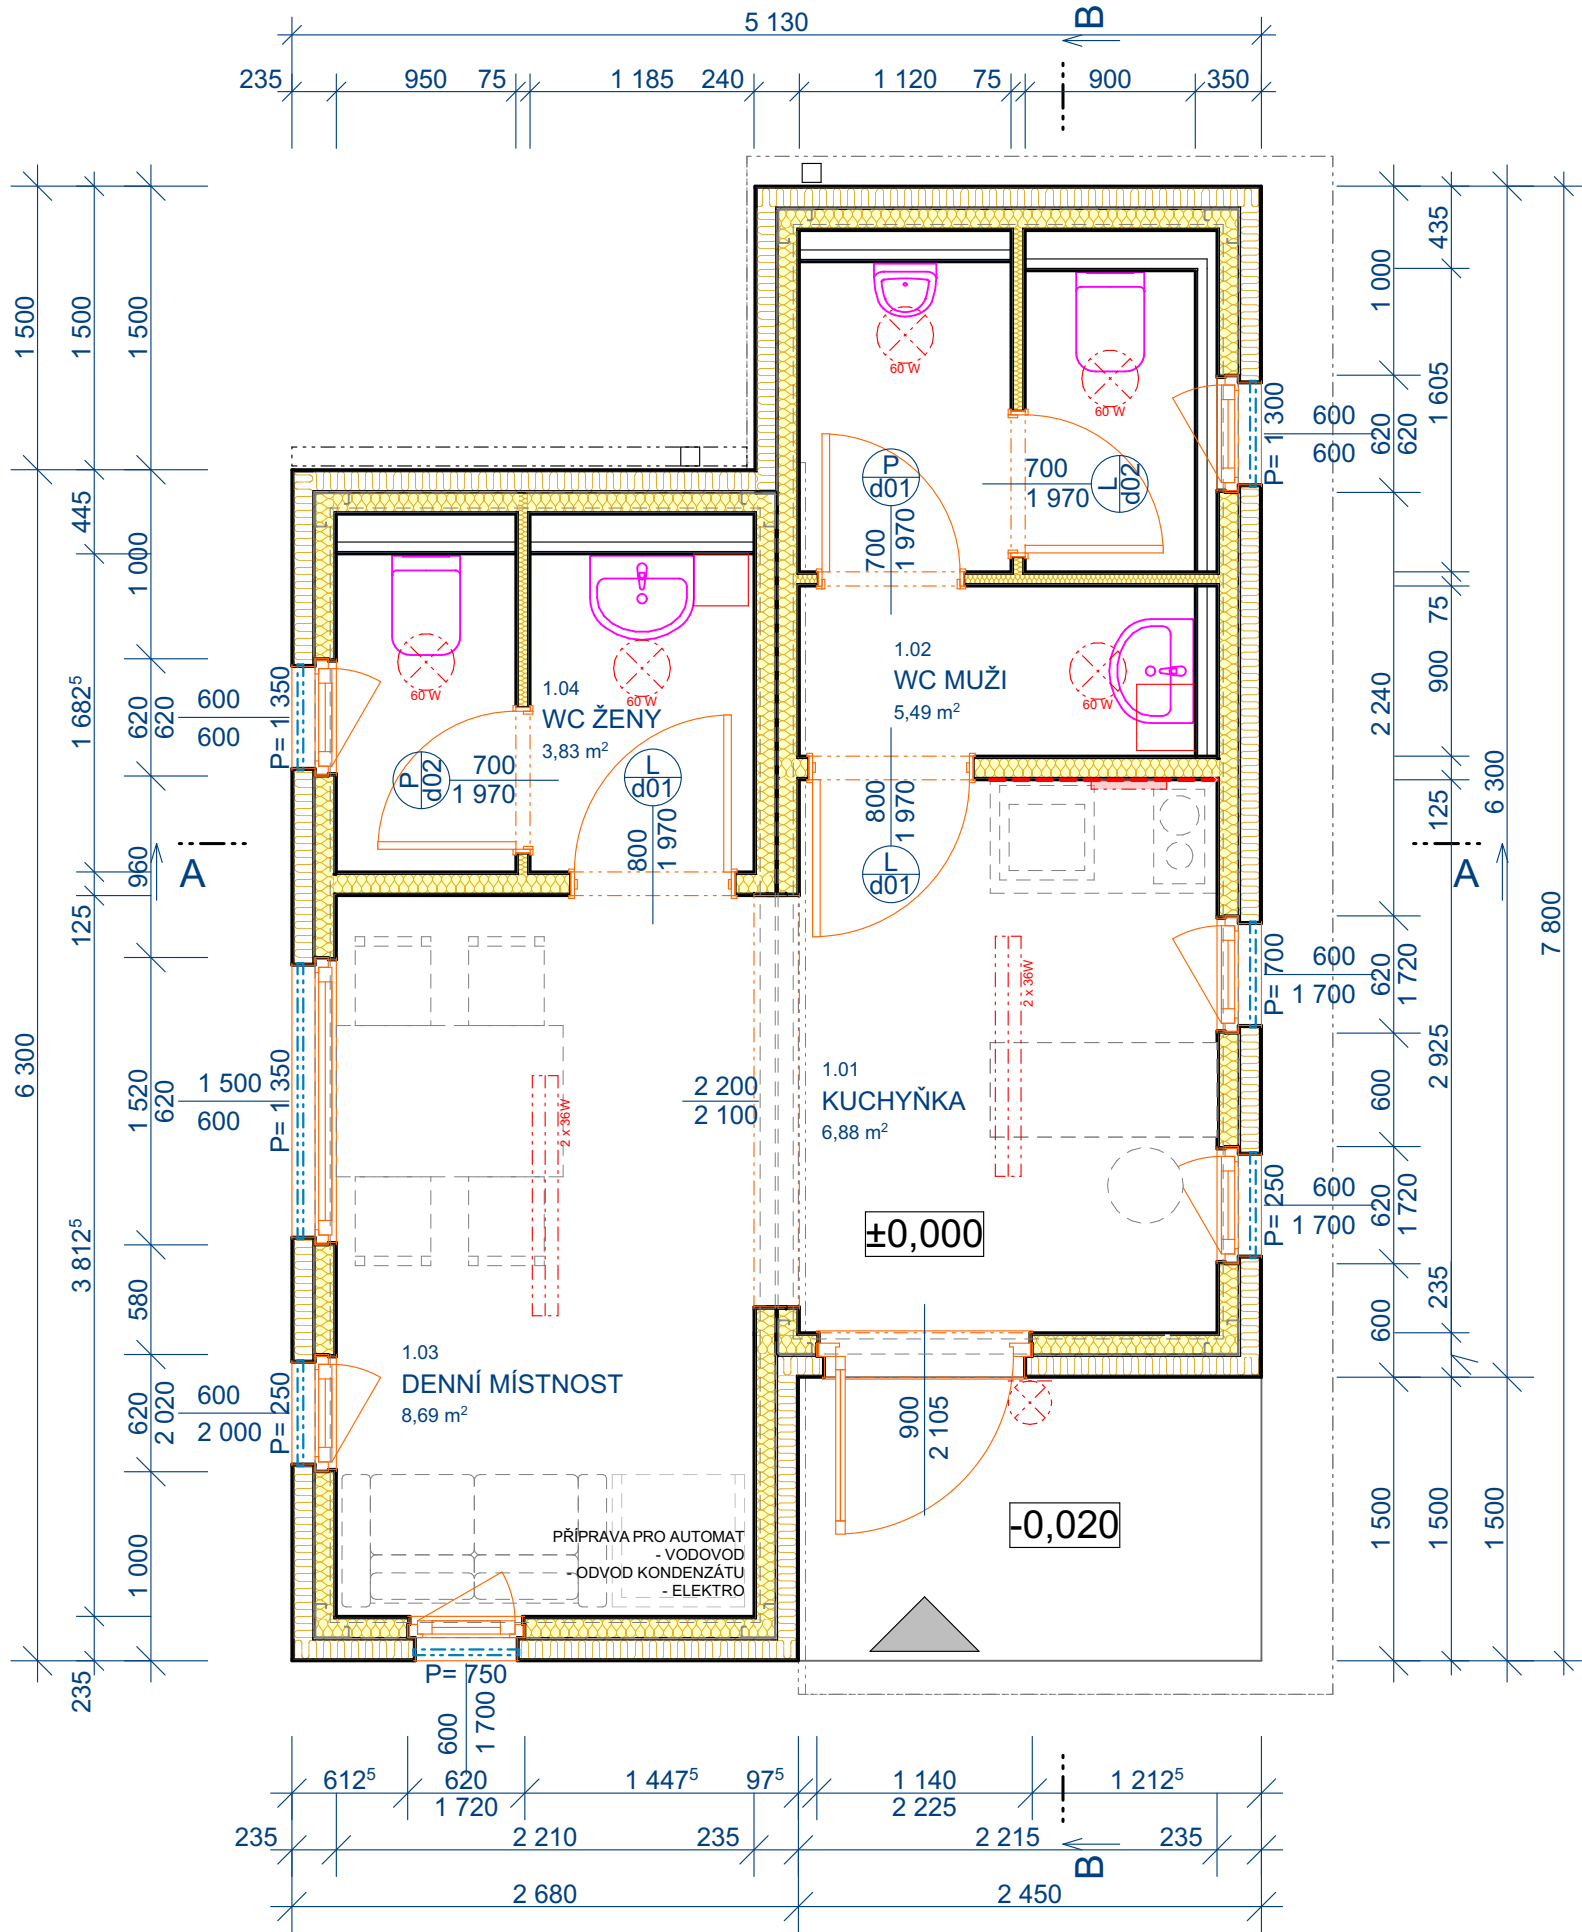 5 130
B
235
950
75
1 185
240
1 120
75
900
350
1 500
1 500
1 500
435
1 000
60 W
60 W
1 605
P= 1 300
600
600
620
620
P
d01
700
1 970
L
d02
700
1 970
445
1 000
75
900
2 240
1.02
WC MUŽI
5,49 m²
60 W
60 W
60 W
1.04
WC ŽENY
3,83 m²
1 682⁵
620
620
600
600
P= 1 350
P
d02
700
1 970
L
d01
800
1 970
800
1 970
L
d01
125
6 300
7 800
A
A
960
125
P= 700
600
1 700
620
1 720
2 x 36W
2 925
600
6 300
3 812⁵
1 520
620
1 500
600
P= 1 350
2 x 36W
2 200
2 100
1.01
KUCHYŇKA
6,88 m²
P= 250
600
1 700
620
1 720
±0,000
580
235
600
1.03
DENNÍ MÍSTNOST
8,69 m²
620
2 020
600
2 000
P= 250
900
2 105
-0,020
1 500
1 500
1 500
1 000
PŘÍPRAVA PRO AUTOMAT
- VODOVOD
- ODVOD KONDENZÁTU
- ELEKTRO
235
P= 750
600
1 700
612⁵
620
1 720
1 447⁵
97⁵
1 140
2 225
1 212⁵
235
2 210
235
2 215
235
B
2 680
2 450